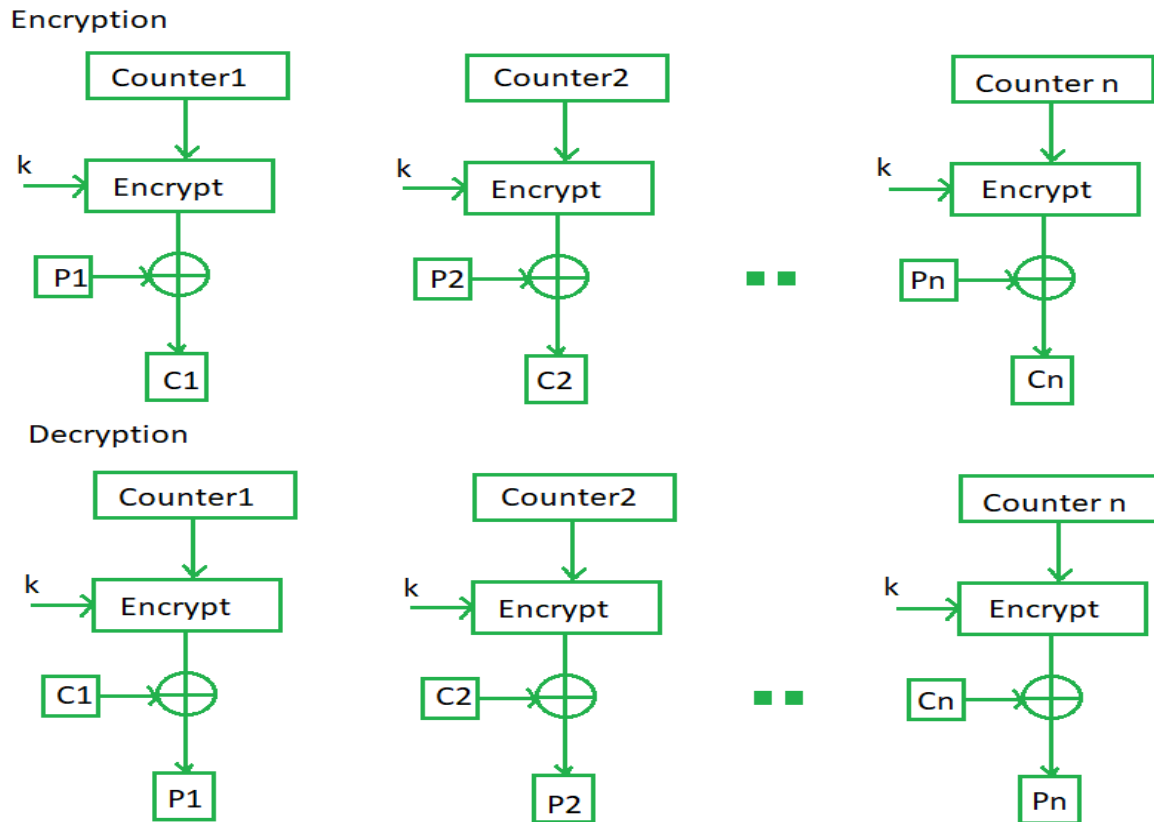 Encryption
Counter1 Counter2 Counter n
k Encrypt k Encrypt k Encrypt
P1 P2 Pn
C1 C2 Cn
Decryption
Counter1 Counter2 Counter n
k Encrypt k Encrypt k Encrypt
C1 C2 Cn
P1 P2 Pn